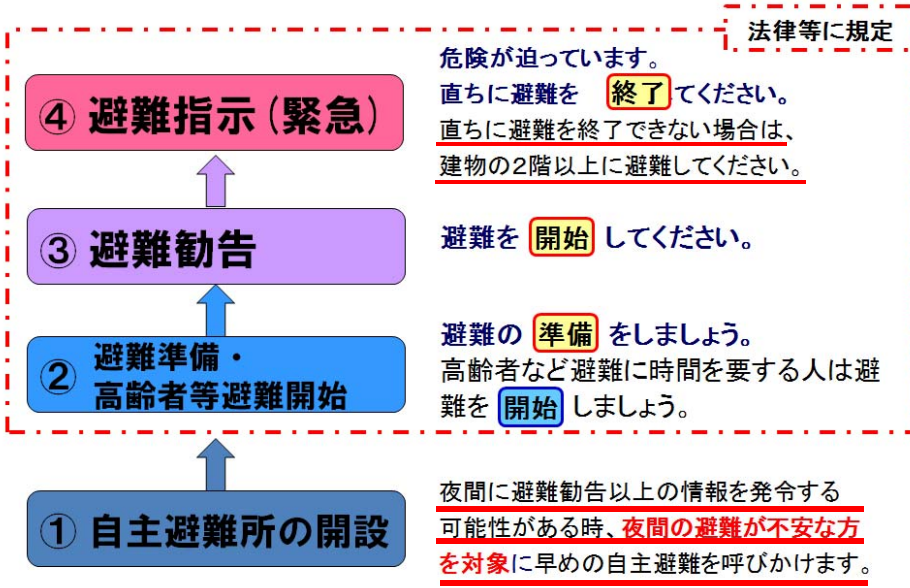 法律等に規定
④ 避難指示(緊急)
危険が迫っています。
直ちに避難を 終了てください。
直ちに避難を終了できない場合は、
建物の2階以上に避難してください。
③ 避難勧告
避難を 開始 してください。
② 避難準備・
高齢者等避難開始
避難の 準備 をしましょう。
高齢者など避難に時間を要する人は避
難を 開始 しましょう。
① 自主避難所の開設
夜間に避難勧告以上の情報を発令する
可能性がある時、夜間の避難が不安な方
を対象に早めの自主避難を呼びかけます。